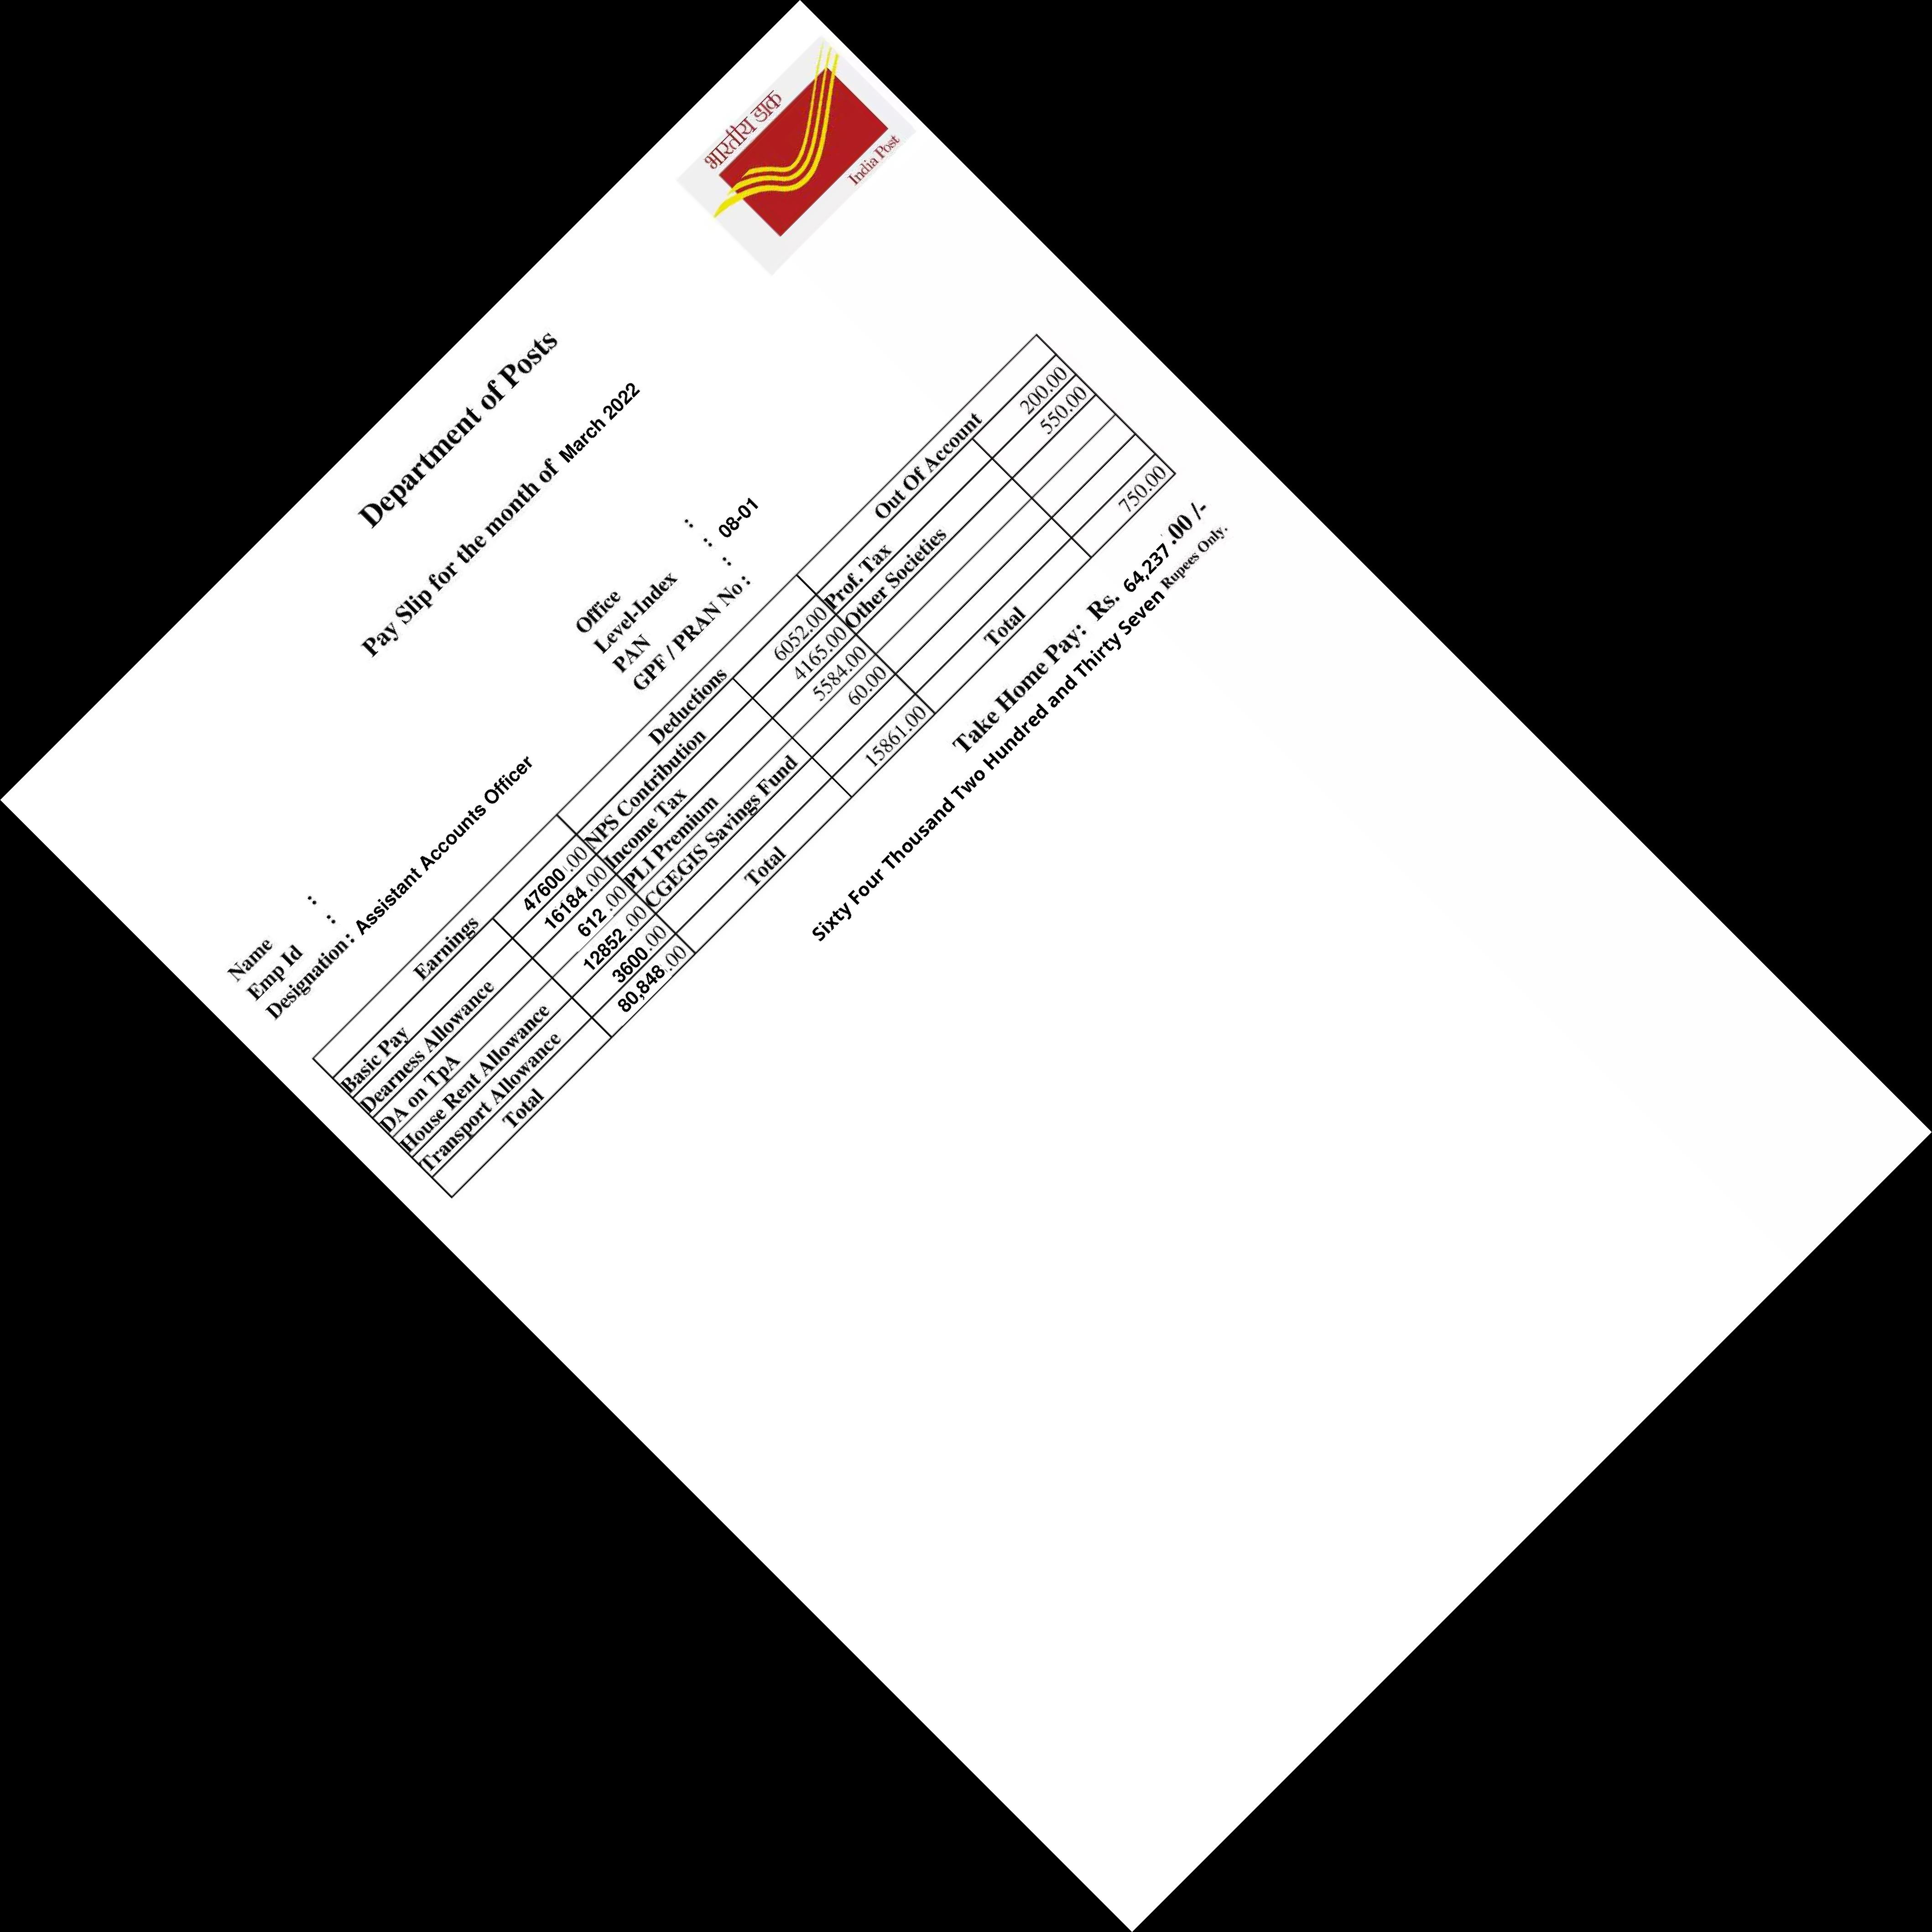 भारतीय डाक
India Post
Department of Posts
Pay Slip for the month of March 2022
Name : Office :
Emp Id : Level-Index : 08-01
Designation : Assistant Accounts Officer PAN :
GPF / PRAN No :
Earnings Deductions Out Of Account
Basic Pay 47600.00 NPS Contribution 6052.00 Prof. Tax 200.00
Dearness Allowance 16184.00 Income Tax 4165.00 Other Societies 550.00
DA on TpA 612.00 PLI Premium 5584.00
House Rent Allowance 12852.00 CGEGIS Savings Fund 60.00
Transport Allowance 3600.00
Total 80,848.00 Total 15861.00 Total 750.00
Take Home Pay: Rs. 64,237.00 /-
Sixty Four Thousand Two Hundred and Thirty Seven Rupees Only.